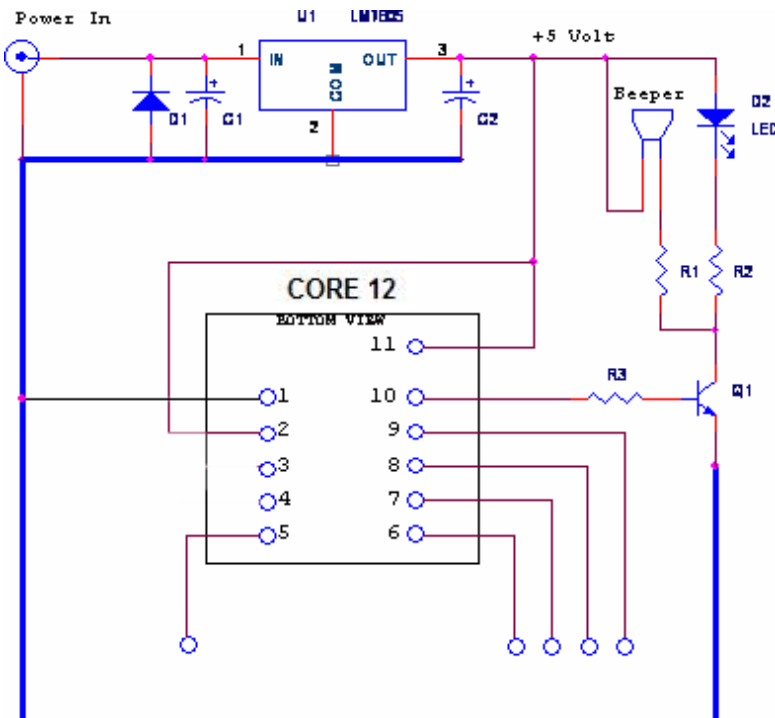 Power In
U1 LM7805
1 IN OUT 3
COM
2
+5 Volt
D1 C1
C2
Beeper
D2
LED
R1 R2
CORE 12
BOTTOM VIEW
11
1 10
R3
Q1
2 9
3 8
4 7
5 6